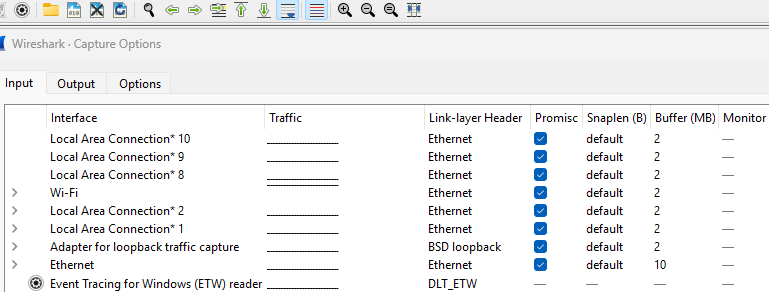 Wireshark · Capture Options
Input Output Options
Interface Traffic Link-layer Header Promisc Snaplen (B) Buffer (MB) Monitor
Local Area Connection* 10 Ethernet default 2 —
Local Area Connection* 9 Ethernet default 2 —
Local Area Connection* 8 Ethernet default 2 —
Wi-Fi Ethernet default 2 —
Local Area Connection* 2 Ethernet default 2 —
Local Area Connection* 1 Ethernet default 2 —
Adapter for loopback traffic capture BSD loopback default 2 —
Ethernet Ethernet default 10 —
Event Tracing for Windows (ETW) reader DLT_ETW — — — —